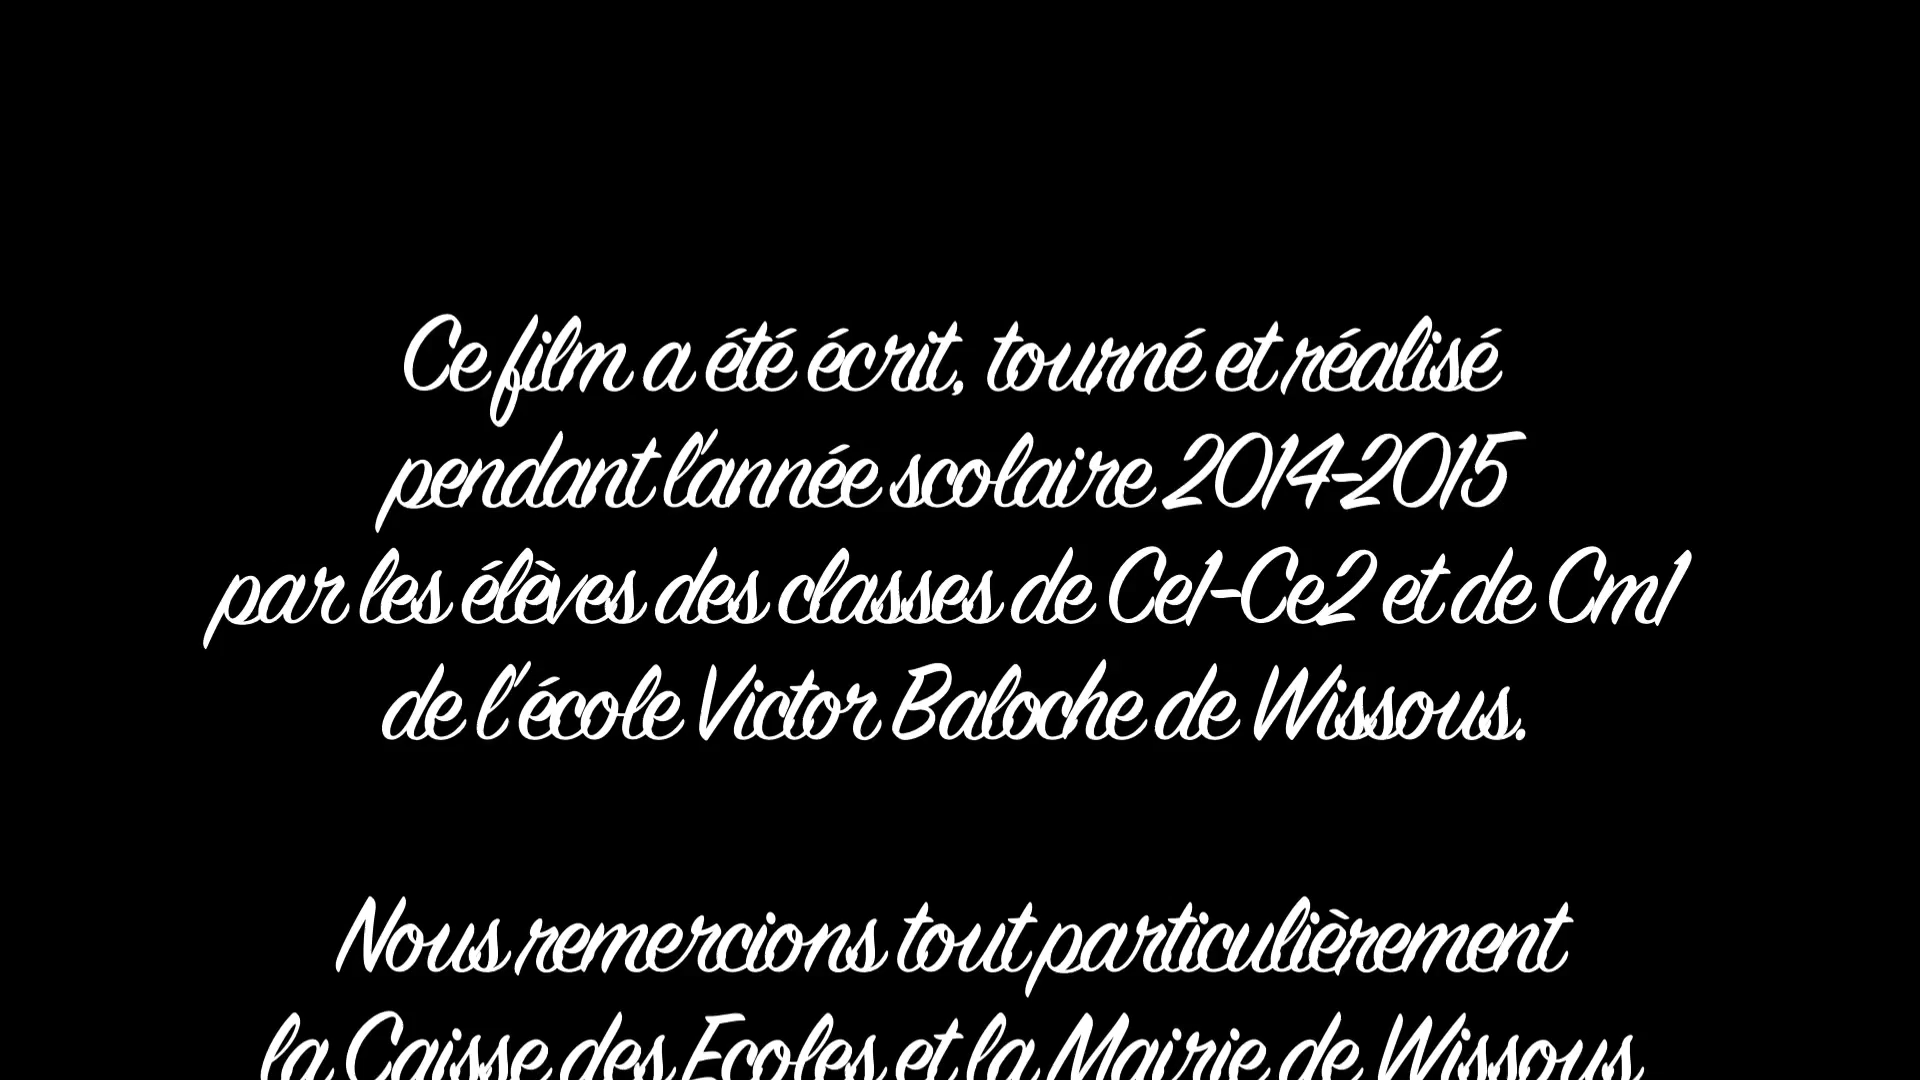 Ce film a été écrit, tourné et réalisé
pendant l'année scolaire 2014-2015
par les élèves des classes de Ce1-Ce2 et de Cm1
de l'école Victor Baloche de Wissous.
Nous remercions tout particulièrement
la Caisse des Ecoles et la Mairie de Wissous